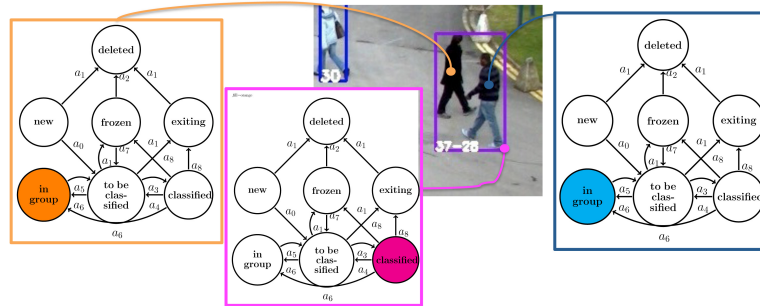 deleted
a1
a2
a1
new
frozen
exiting
a0
a1
a7
a1
a8
a8
in
group
a5
a6
to be
clas-
sified
a3
a4
classified
a6
30
37-28
deleted
a1
a2
a1
new
frozen
exiting
a0
a1
a7
a1
a8
a8
in
group
a5
a6
to be
clas-
sified
a3
a4
classified
a6
deleted
a1
a2
a1
new
frozen
exiting
a0
a1
a7
a1
a8
a8
in
group
a5
a6
to be
clas-
sified
a3
a4
classified
a6